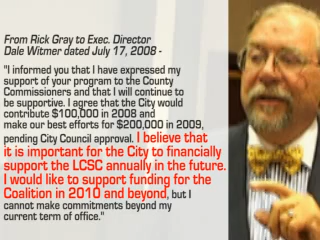 From Rick Gray to Exec. Director
Dale Witmer dated July 17, 2008 -
"I informed you that I have expressed my
support of your program to the County
Commissioners and that I will continue to
be supportive. I agree that the City would
contribute $100,000 in 2008 and
make our best efforts for $200,000 in 2009,
pending City Council approval. I believe that
it is important for the City to financially
support the LCSC annually in the future.
I would like to support funding for the
Coalition in 2010 and beyond, but I
cannot make commitments beyond my
current term of office."